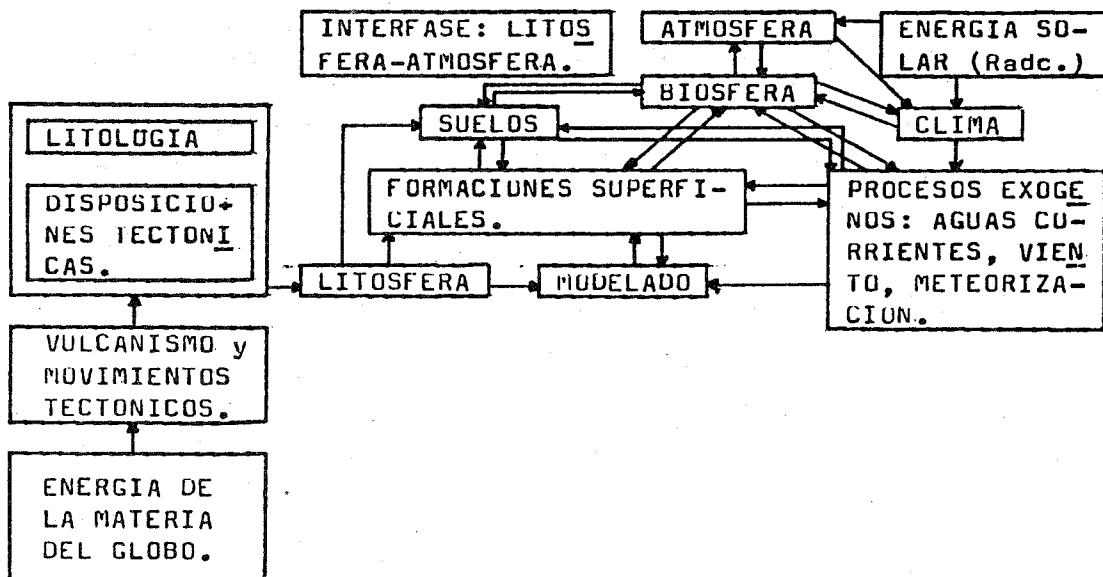 INTERFASE: LITOS
FERA-ATMOSFERA.
ATMOSFERA
ENERGIA SO-
LAR (Radc.)
BIOSFERA
SUELOS
CLIMA
LITOLOGIA
DISPOSICIO-
NES TECTONI
CAS.
FORMACIONES SUPERFI-
CIALES.
PROCESOS EXOGE
NOS: AGUAS CO-
RRIENTES, VIEN
TO, METEORIZA-
CION.
LITOSFERA
MODELADO
VULCANISMO y
MOVIMIENTOS
TECTONICOS.
ENERGIA DE
LA MATERIA
DEL GLOBO.